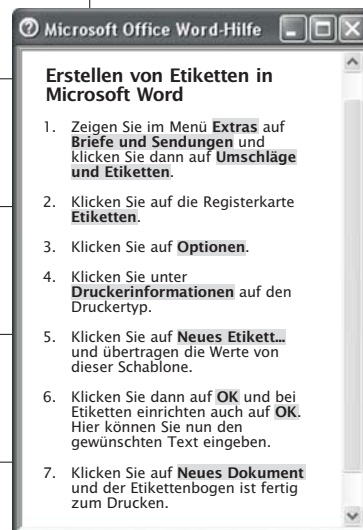 Microsoft Office Word-Hilfe
Erstellen von Etiketten in
Microsoft Word
1. Zeigen Sie im Menü Extras auf
Briefe und Sendungen und
klicken Sie dann auf Umschläge
und Etiketten.
2. Klicken Sie auf die Registerkarte
Etiketten.
3. Klicken Sie auf Optionen.
4. Klicken Sie unter
Druckerinformationen auf den
Druckertyp.
5. Klicken Sie auf Neues Etikett...
und übertragen die Werte von
dieser Schablone.
6. Klicken Sie dann auf OK und bei
Etiketten einrichten auch auf OK.
Hier können Sie nun den
gewünschten Text eingeben.
7. Klicken Sie auf Neues Dokument
und der Etikettenbogen ist fertig
zum Drucken.